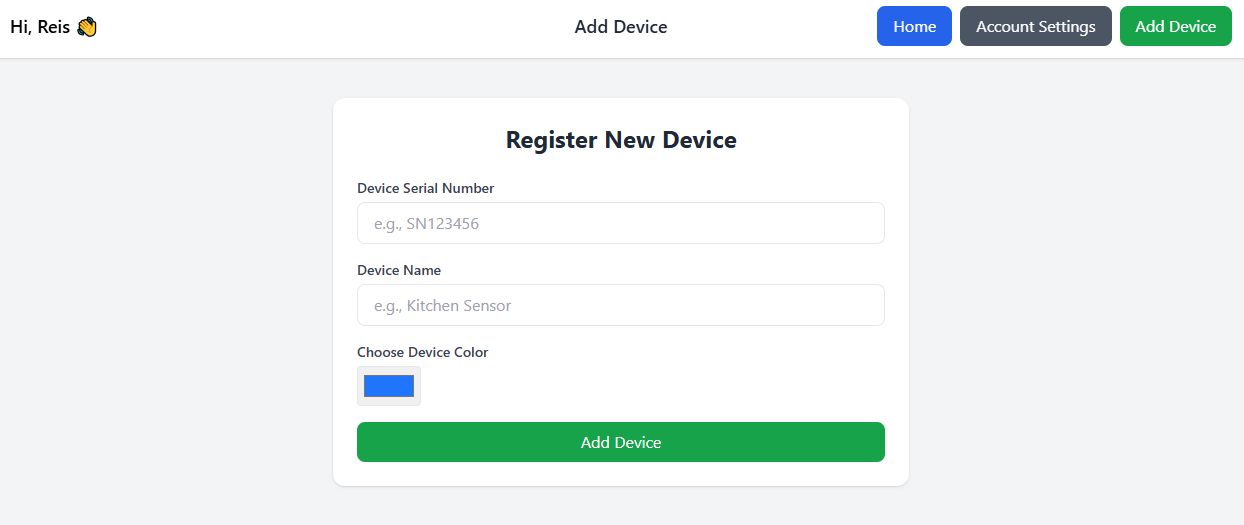 Hi, Reis 👋
Add Device
Home
Account Settings
Add Device
Register New Device
Device Serial Number
e.g., SN123456
Device Name
e.g., Kitchen Sensor
Choose Device Color
Add Device